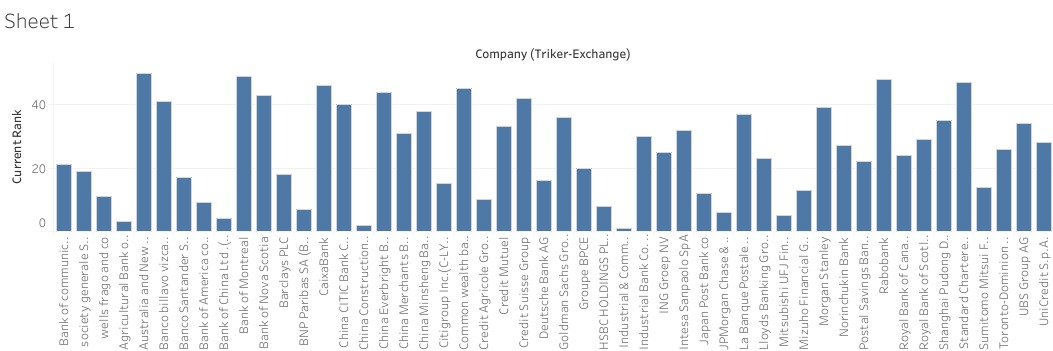 Sheet 1
Company (Triker-Exchange)
Current Rank
40
20
0
Bank of communic..
society generale S..
wells frago and co
Agricultural Bank o..
Australia and New ..
Banco billavo vizca..
Banco Santander S..
Bank of America co..
Bank of China Ltd .(..
Bank of Montreal
Bank of Nova Scotia
Barclays PLC
BNP Paribas SA (B..
CaixaBank
China CITIC Bank C..
China Construction..
China Everbright B..
China Merchants B..
China Minsheng Ba..
Citigroup Inc.(C-LY..
Common wealth ba..
Credit Agricole Gro..
Credit Mutuel
Credit Suisse Group
Deutsche Bank AG
Goldman Sachs Gro..
Groupe BPCE
HSBC HOLDINGS PL..
Industrial & Comm..
Industrial Bank Co ..
ING Groep NV
Intesa Sanpaolo SpA
Japan Post Bank co
JPMorgan Chase & ..
La Banque Postale ..
Lloyds Banking Gro..
Mitsubishi UFJ Fin..
Mizuho Financial G..
Morgan Stanley
Norinchukin Bank
Postal Savings Ban..
Rabobank
Royal Bank of Cana..
Royal Bank of Scotl..
Shanghai Pudong D..
Standard Chartere..
Sumitomo Mitsui F..
Toronto-Dominion ..
UBS Group AG
UniCredit S.p.A.